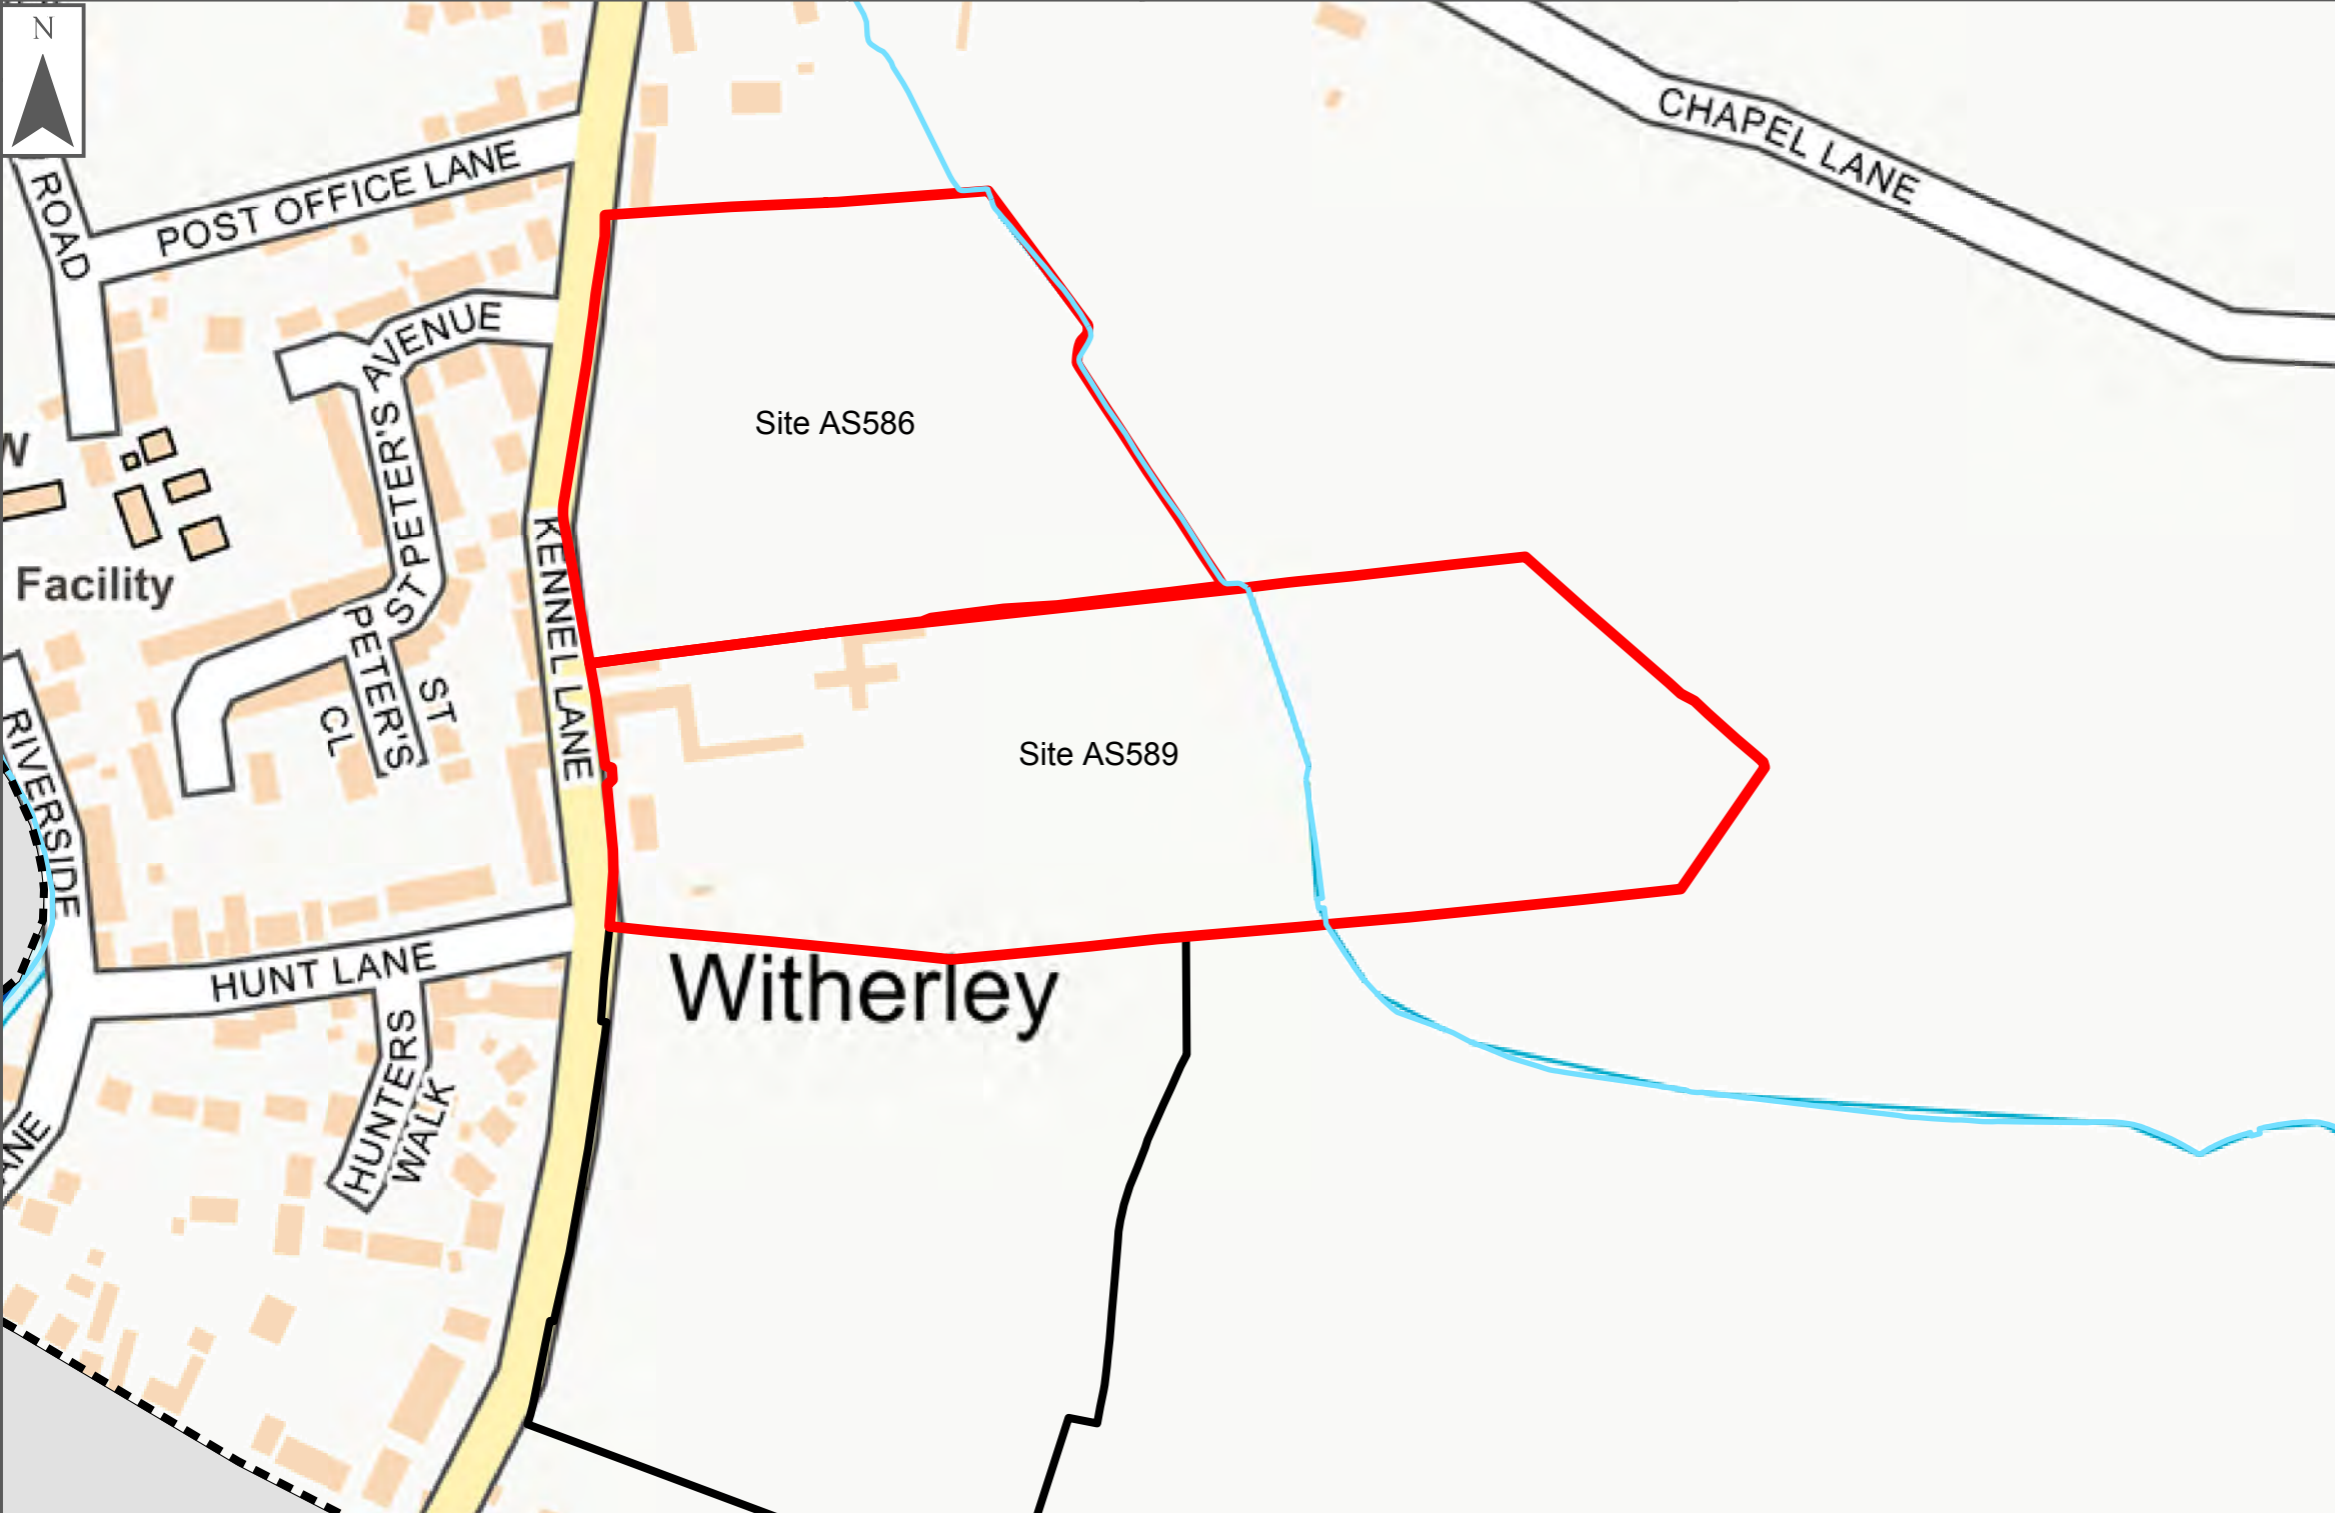 N
CHAPEL LANE
POST OFFICE LANE
ROAD
ST PETER'S AVENUE
Site AS586
KENNEL LANE
Facility
ST
PETER'S
CL
RIVERSIDE
Site AS589
HUNT LANE
Witherley
HUNTERS
WALK